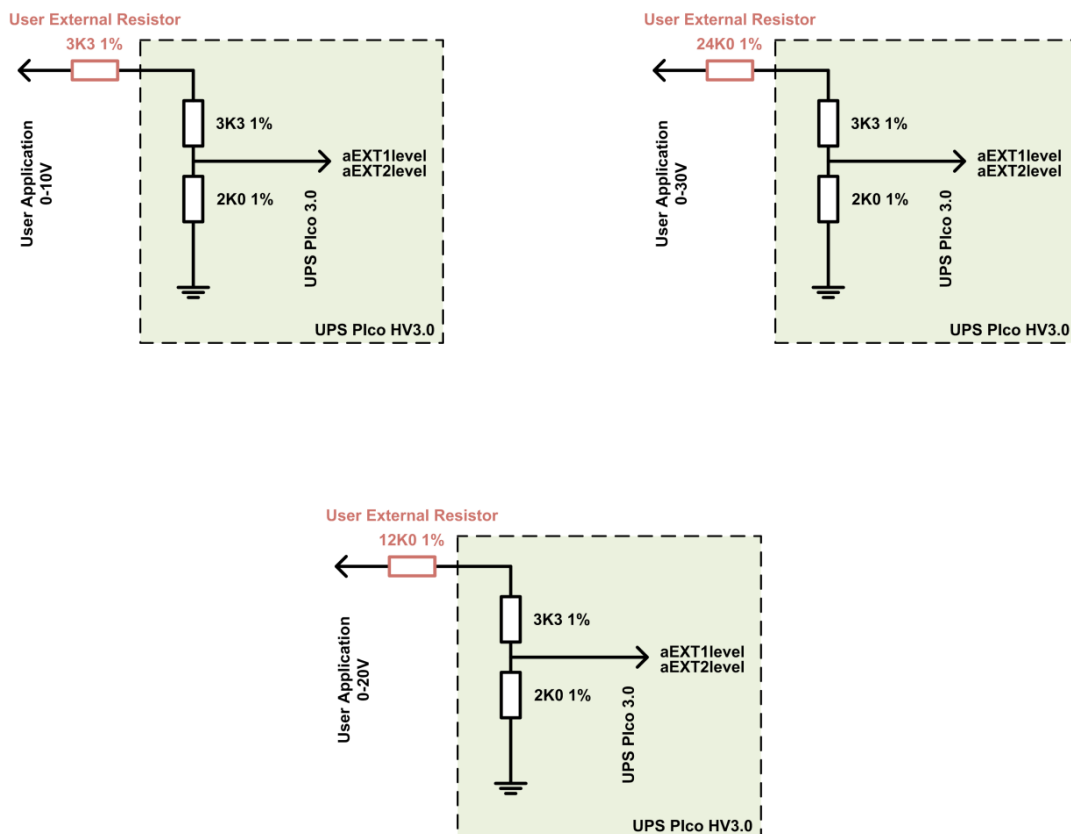 User External Resistor
3K3 1%
3K3 1%
aEXT1level
aEXT2level
2K0 1%
User Application
0-10V
UPS PIco 3.0
UPS PIco HV3.0
User External Resistor
24K0 1%
3K3 1%
aEXT1level
aEXT2level
2K0 1%
User Application
0-30V
UPS PIco 3.0
UPS PIco HV3.0
User External Resistor
12K0 1%
3K3 1%
aEXT1level
aEXT2level
2K0 1%
User Application
0-20V
UPS PIco 3.0
UPS PIco HV3.0